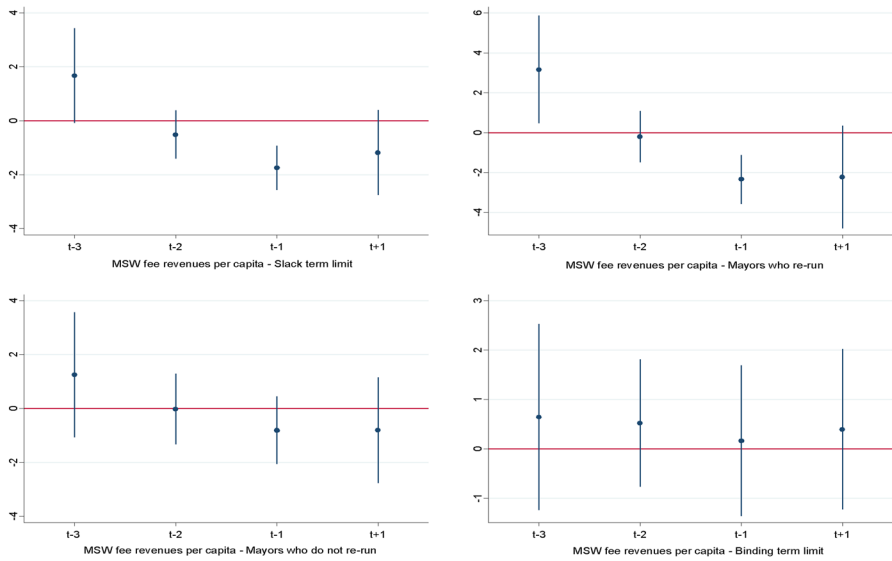 4
2
0
-2
-4
t-3 t-2 t-1 t+1
MSW fee revenues per capita - Slack term limit
6
4
2
0
-2
-4
t-3 t-2 t-1 t+1
MSW fee revenues per capita - Mayors who re-run
4
2
0
-2
-4
t-3 t-2 t-1 t+1
MSW fee revenues per capita - Mayors who do not re-run
3
2
1
0
-1
t-3 t-2 t-1 t+1
MSW fee revenues per capita - Binding term limit